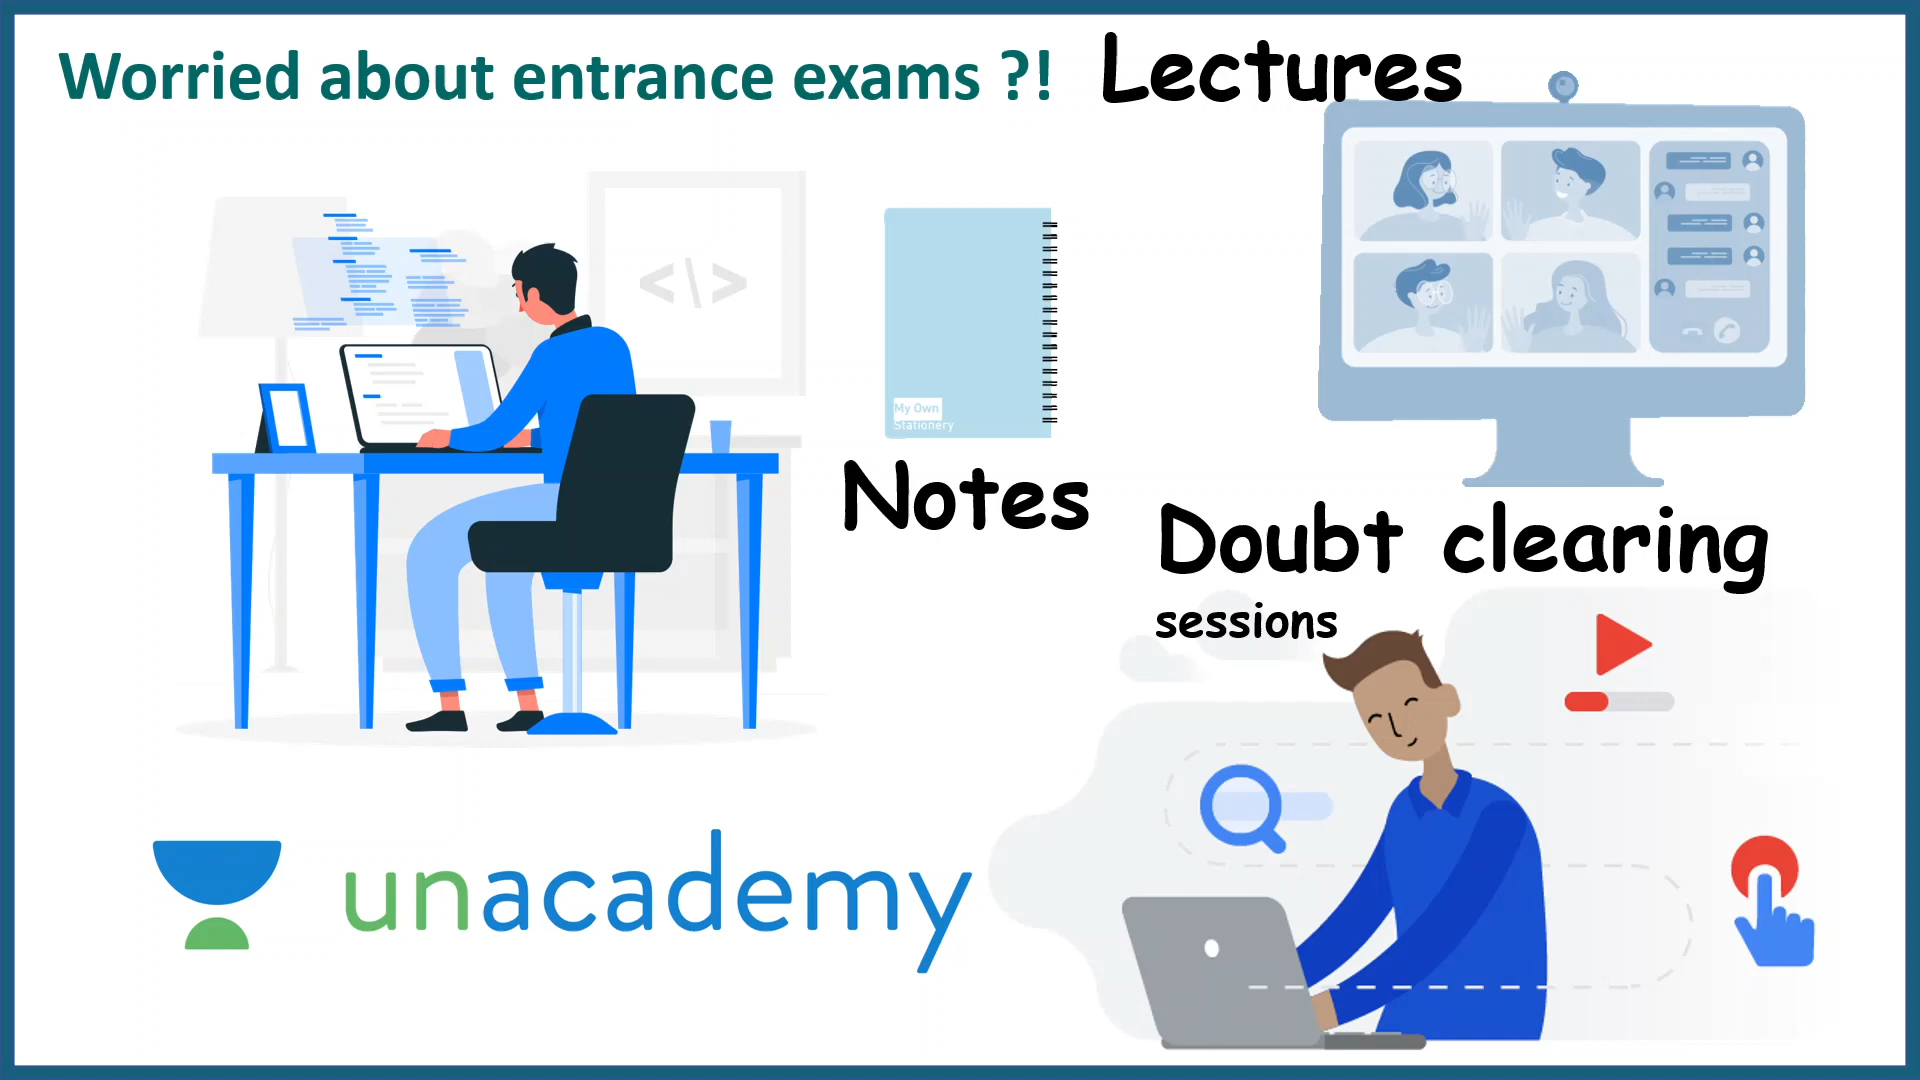 Worried about entrance exams ?!
Lectures
<\>
My Own
Stationery
Notes
Doubt clearing
sessions
unacademy